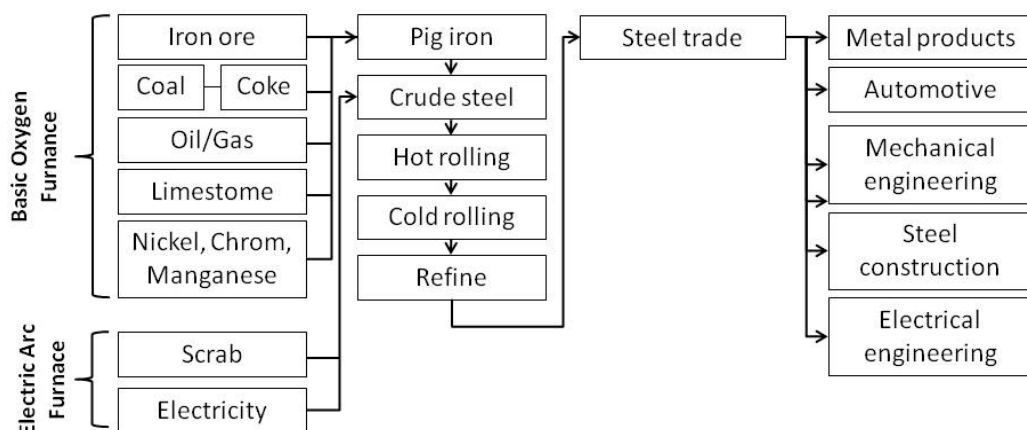 Basic Oxygen
Furnance
Iron ore
Coal
Coke
Oil/Gas
Limestome
Nickel, Chrom,
Manganese
Electric Arc
Furnace
Scrab
Electricity
Pig iron
Crude steel
Hot rolling
Cold rolling
Refine
Steel trade
Metal products
Automotive
Mechanical
engineering
Steel
construction
Electrical
engineering